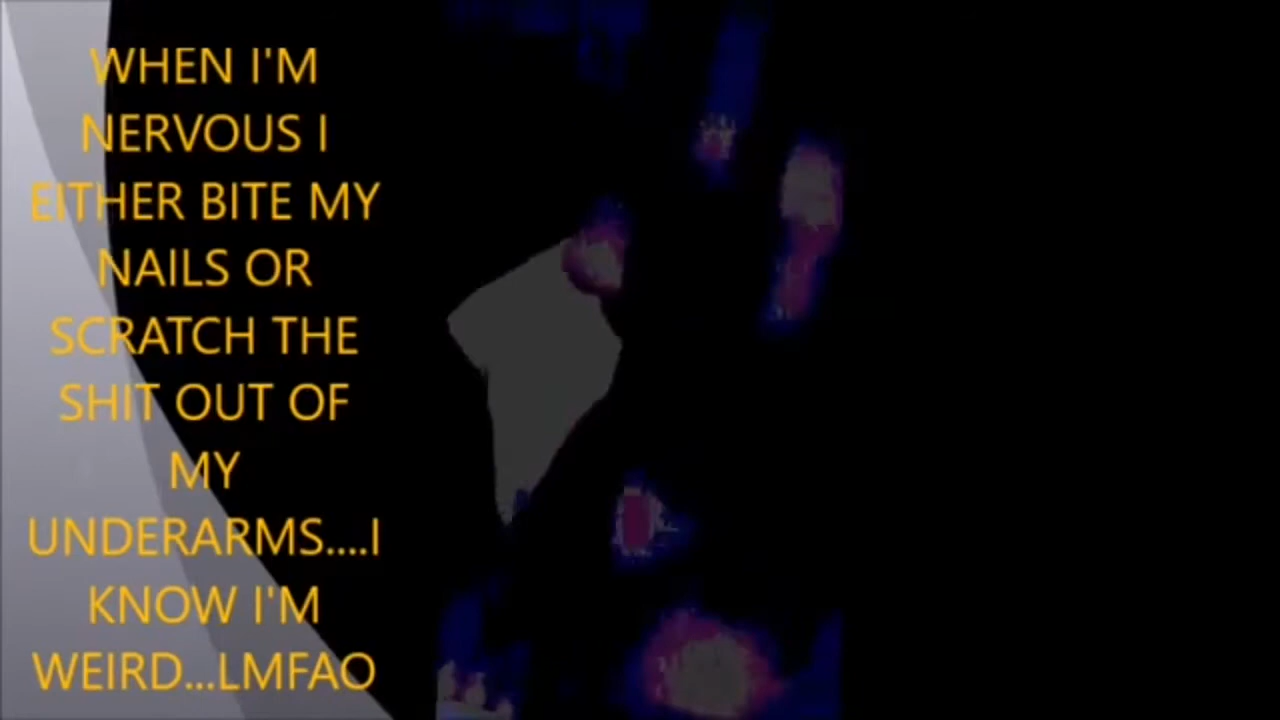 WHEN I'M
NERVOUS I
EITHER BITE MY
NAILS OR
SCRATCH THE
SHIT OUT OF
MY
UNDERARMS....I
KNOW I'M
WEIRD...LMFAO